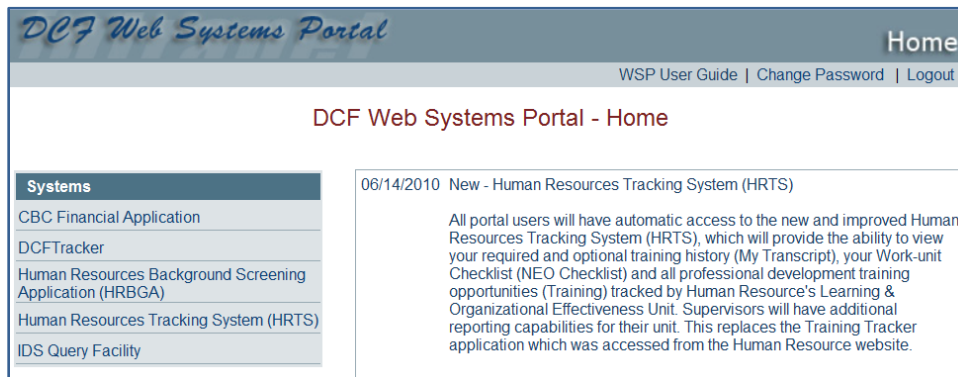 DCF Web Systems Portal
Intranet
Home
WSP User Guide | Change Password | Logout
DCF Web Systems Portal - Home
Systems
CBC Financial Application
DCFTracker
Human Resources Background Screening
Application (HRBGA)
Human Resources Tracking System (HRTS)
IDS Query Facility
06/14/2010 New - Human Resources Tracking System (HRTS)
All portal users will have automatic access to the new and improved Human
Resources Tracking System (HRTS), which will provide the ability to view
your required and optional training history (My Transcript), your Work-unit
Checklist (NEO Checklist) and all professional development training
opportunities (Training) tracked by Human Resource's Learning &
Organizational Effectiveness Unit. Supervisors will have additional
reporting capabilities for their unit. This replaces the Training Tracker
application which was accessed from the Human Resource website.